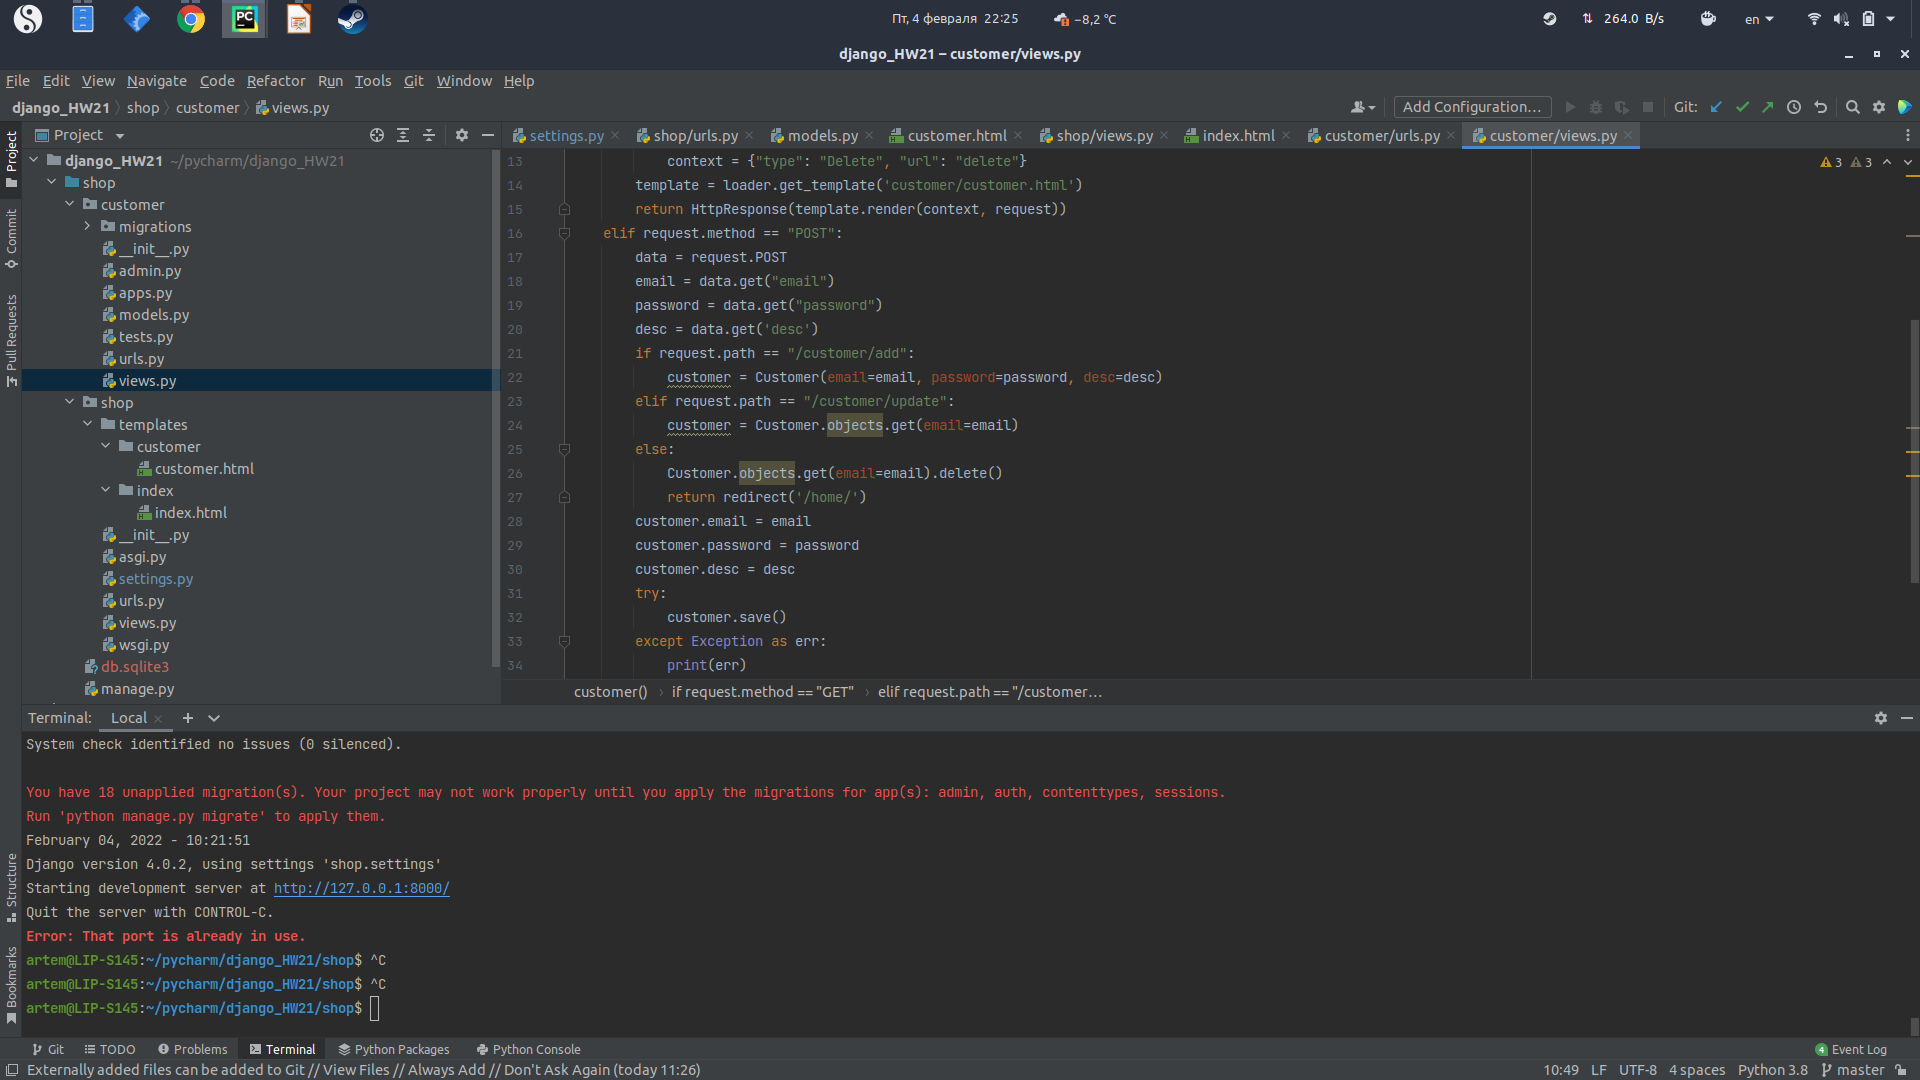 Пт, 4 февраля 22:25
−8,2 °C
264.0 B/s
en
django_HW21 – customer/views.py
File Edit View Navigate Code Refactor Run Tools Git Window Help
django_HW21 shop customer views.py
Add Configuration...
Git:
Project
settings.py
shop/urls.py
models.py
customer.html
shop/views.py
index.html
customer/urls.py
customer/views.py
Project
Commit
Pull Requests
Structure
Bookmarks
django_HW21 ~/pycharm/django_HW21
shop
customer
migrations
__init__.py
admin.py
apps.py
models.py
tests.py
urls.py
views.py
shop
templates
customer
customer.html
index
index.html
__init__.py
asgi.py
settings.py
urls.py
views.py
wsgi.py
db.sqlite3
manage.py
3 3
13 context = {"type": "Delete", "url": "delete"}
14 template = loader.get_template('customer/customer.html')
15 return HttpResponse(template.render(context, request))
16 elif request.method == "POST":
17 data = request.POST
18 email = data.get("email")
19 password = data.get("password")
20 desc = data.get('desc')
21 if request.path == "/customer/add":
22 customer = Customer(email=email, password=password, desc=desc)
23 elif request.path == "/customer/update":
24 customer = Customer.objects.get(email=email)
25 else:
26 Customer.objects.get(email=email).delete()
27 return redirect('/home/')
28 customer.email = email
29 customer.password = password
30 customer.desc = desc
31 try:
32 customer.save()
33 except Exception as err:
34 print(err)
customer() if request.method == "GET" elif request.path == "/customer...
Terminal: Local
System check identified no issues (0 silenced).
You have 18 unapplied migration(s). Your project may not work properly until you apply the migrations for app(s): admin, auth, contenttypes, sessions.
Run 'python manage.py migrate' to apply them.
February 04, 2022 - 10:21:51
Django version 4.0.2, using settings 'shop.settings'
Starting development server at http://127.0.0.1:8000/
Quit the server with CONTROL-C.
Error: That port is already in use.
artem@LIP-S145:~/pycharm/django_HW21/shop$ ^C
artem@LIP-S145:~/pycharm/django_HW21/shop$ ^C
artem@LIP-S145:~/pycharm/django_HW21/shop$
Git TODO Problems Terminal Python Packages Python Console
4 Event Log
Externally added files can be added to Git // View Files // Always Add // Don't Ask Again (today 11:26)
10:49 LF UTF-8 4 spaces Python 3.8 master